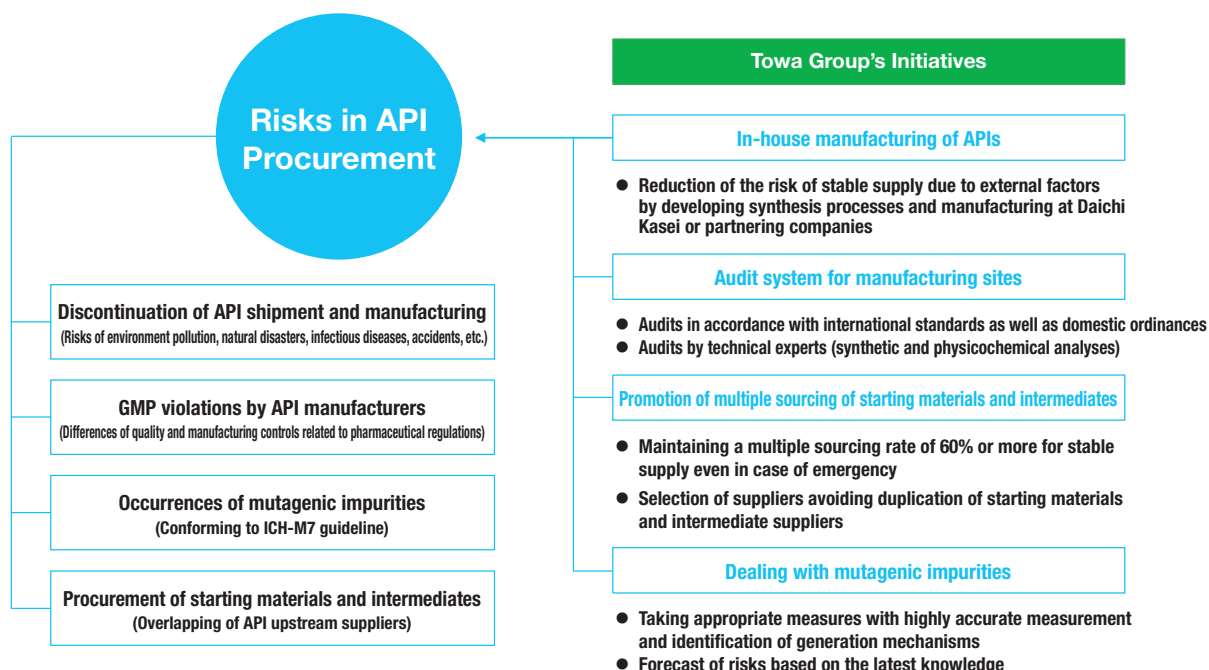 Risks in API
Procurement
Discontinuation of API shipment and manufacturing
(Risks of environment pollution, natural disasters, infectious diseases, accidents, etc.)
GMP violations by API manufacturers
(Differences of quality and manufacturing controls related to pharmaceutical regulations)
Occurrences of mutagenic impurities
(Conforming to ICH-M7 guideline)
Procurement of starting materials and intermediates
(Overlapping of API upstream suppliers)
Towa Group's Initiatives
In-house manufacturing of APIs
● Reduction of the risk of stable supply due to external factors
by developing synthesis processes and manufacturing at Daichi
Kasei or partnering companies
Audit system for manufacturing sites
● Audits in accordance with international standards as well as domestic ordinances
● Audits by technical experts (synthetic and physicochemical analyses)
Promotion of multiple sourcing of starting materials and intermediates
● Maintaining a multiple sourcing rate of 60% or more for stable
supply even in case of emergency
● Selection of suppliers avoiding duplication of starting materials
and intermediate suppliers
Dealing with mutagenic impurities
● Taking appropriate measures with highly accurate measurement
and identification of generation mechanisms
● Forecast of risks based on the latest knowledge